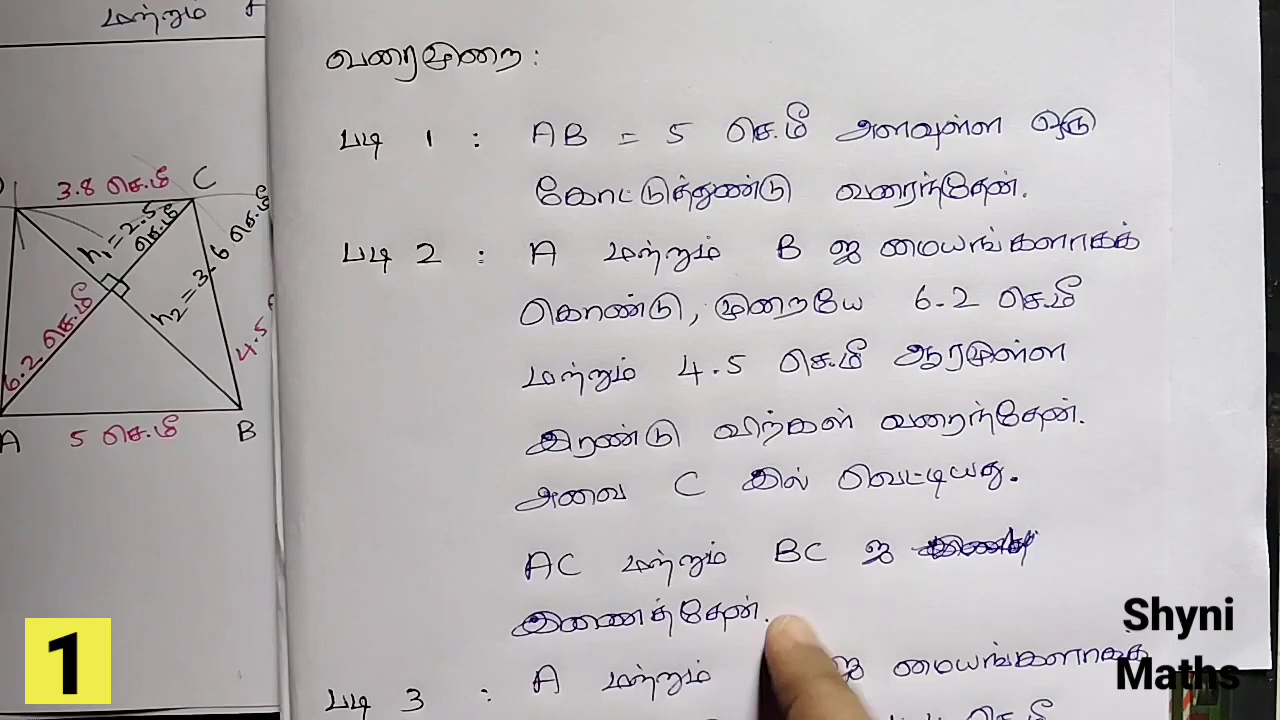 மற்றும்
3.8 செ.மீ C
h₁ = 2.5 செ.மீ
h₂ = 3.6 செ.மீ
6.2 செ.மீ
4.5
A 5 செ.மீ B
வரைமுறை :
படி 1 : AB = 5 செ.மீ அளவுள்ள ஒரு
கோட்டுத்துண்டு வரைந்தேன்.
படி 2 : A மற்றும் B ஐ மையங்களாகக்
கொண்டு, முறையே 6.2 செ.மீ
மற்றும் 4.5 செ.மீ ஆரமுள்ள
இரண்டு விற்கள் வரைந்தேன்.
அவை C இல் வெட்டியது.
AC மற்றும் BC ஐ
இணைத்தேன்.
படி 3 : A மற்றும் ஐ மையங்களாகக்
செ.மீ
1
Shyni
Maths